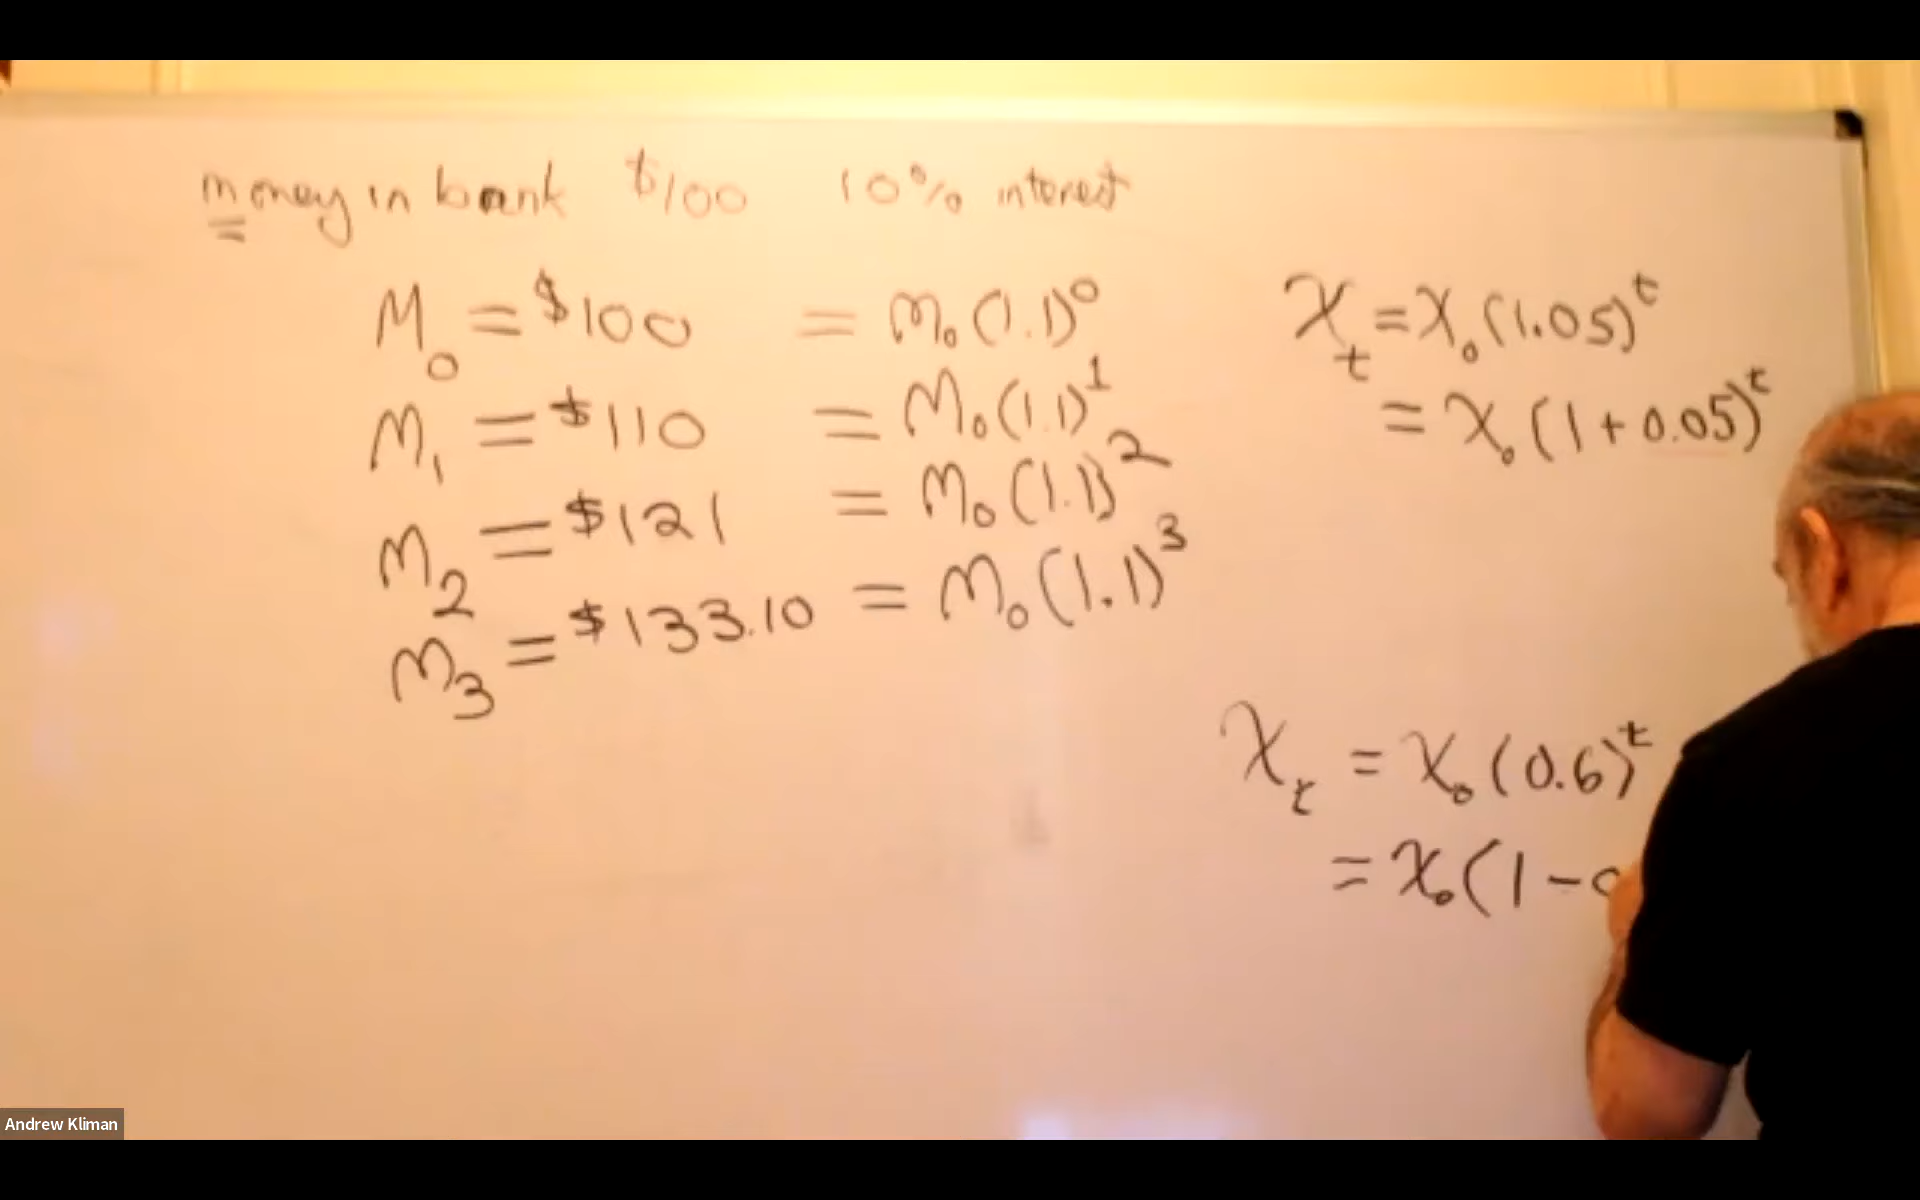 money in bank $100 10% interest
M₀ = $100 = M₀(1.1)⁰
M₁ = $110 = M₀(1.1)¹
M₂ = $121 = M₀(1.1)²
M₃ = $133.10 = M₀(1.1)³
Xₜ = X₀(1.05)ᵗ
= X₀(1 + 0.05)ᵗ
Xₜ = X₀(0.6)ᵗ
= X₀(1 - 0
Andrew Kliman